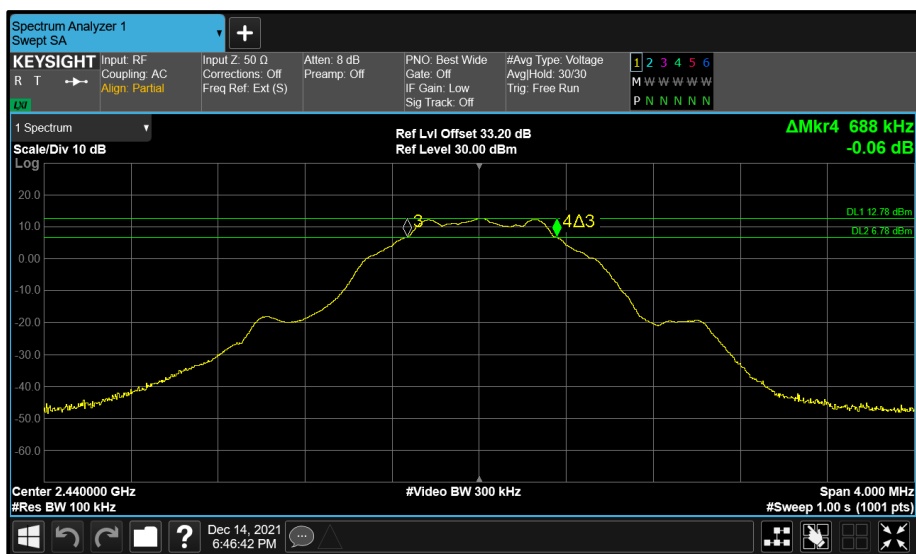 Spectrum Analyzer 1
Swept SA
KEYSIGHT
R T
LXI
Input: RF
Coupling: AC
Align: Partial
Input Z: 50 Ω
Corrections: Off
Freq Ref: Ext (S)
Atten: 8 dB
Preamp: Off
PNO: Best Wide
Gate: Off
IF Gain: Low
Sig Track: Off
#Avg Type: Voltage
Avg|Hold: 30/30
Trig: Free Run
1 2 3 4 5 6
M W W W W W
P N N N N N
1 Spectrum
Scale/Div 10 dB
Log
Ref Lvl Offset 33.20 dB
Ref Level 30.00 dBm
ΔMkr4 688 kHz
-0.06 dB
20.0
10.0
0.00
-10.0
-20.0
-30.0
-40.0
-50.0
-60.0
3
4Δ3
DL1 12.78 dBm
DL2 6.78 dBm
Center 2.440000 GHz
#Res BW 100 kHz
#Video BW 300 kHz
Span 4.000 MHz
#Sweep 1.00 s (1001 pts)
?
Dec 14, 2021
6:46:42 PM